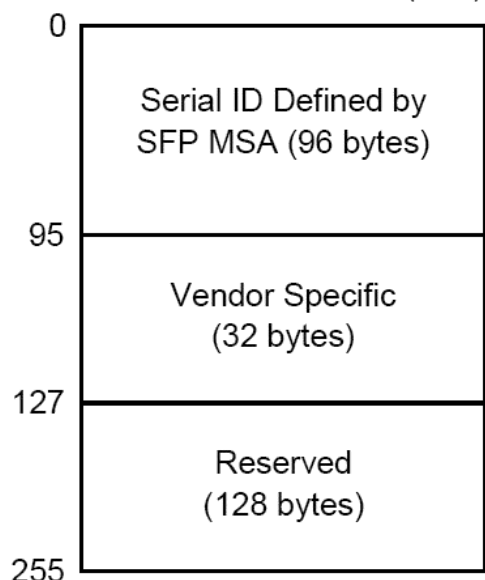 0
Serial ID Defined by
SFP MSA (96 bytes)
95
Vendor Specific
(32 bytes)
127
Reserved
(128 bytes)
255